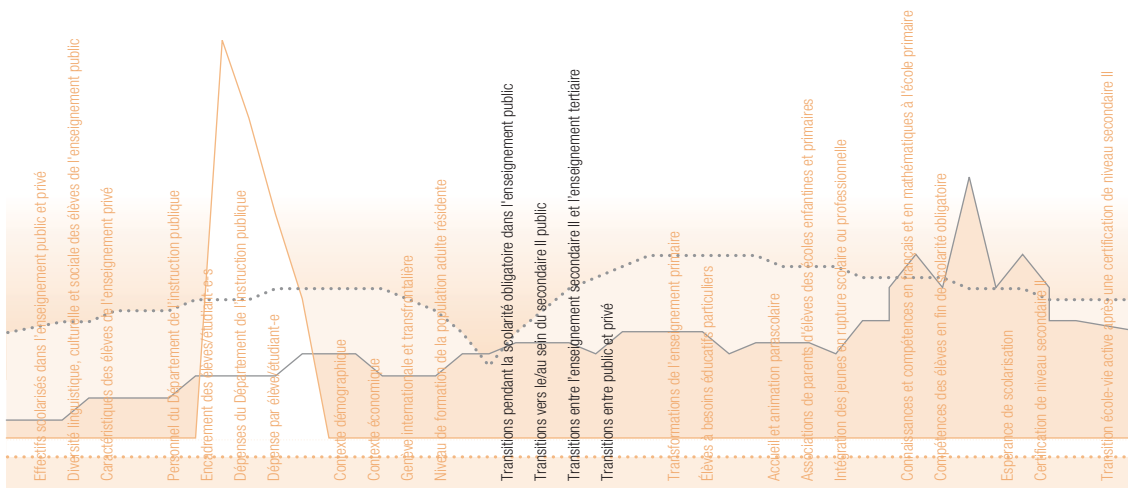 Effectifs scolarisés dans l'enseignement public et privé
Diversité linguistique, culturelle et sociale des élèves de l'enseignement public
Caractéristiques des élèves de l'enseignement privé
Personnel du Département de l'instruction publique
Encadrement des élèves/étudiant-e-s
Dépenses du Département de l'instruction publique
Dépense par élève/étudiant-e
Contexte démographique
Contexte économique
Genève internationale et transfrontalière
Niveau de formation de la population adulte résidente
Transitions pendant la scolarité obligatoire dans l'enseignement public
Transitions vers le/au sein du secondaire II public
Transitions entre l'enseignement secondaire II et l'enseignement tertiaire
Transitions entre public et privé
Transformations de l'enseignement primaire
Élèves à besoins éducatifs particuliers
Accueil et animation parascolaire
Associations de parents d'élèves des écoles enfantines et primaires
Intégration des jeunes en rupture scolaire ou professionnelle
Connaissances et compétences en français et en mathématiques à l'école primaire
Compétences des élèves en fin de scolarité obligatoire
Espérance de scolarisation
Certification de niveau secondaire II
Transition école-vie active après une certification de niveau secondaire II